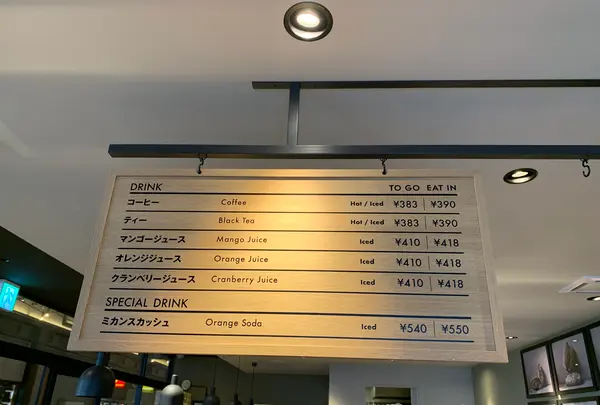 DRINK TO GO EAT IN
コーヒー Coffee Hot / Iced ¥383 ¥390
ティー Black Tea Hot / Iced ¥383 ¥390
マンゴージュース Mango Juice Iced ¥410 ¥418
オレンジジュース Orange Juice Iced ¥410 ¥418
クランベリージュース Cranberry Juice Iced ¥410 ¥418
SPECIAL DRINK
ミカンスカッシュ Orange Soda Iced ¥540 ¥550